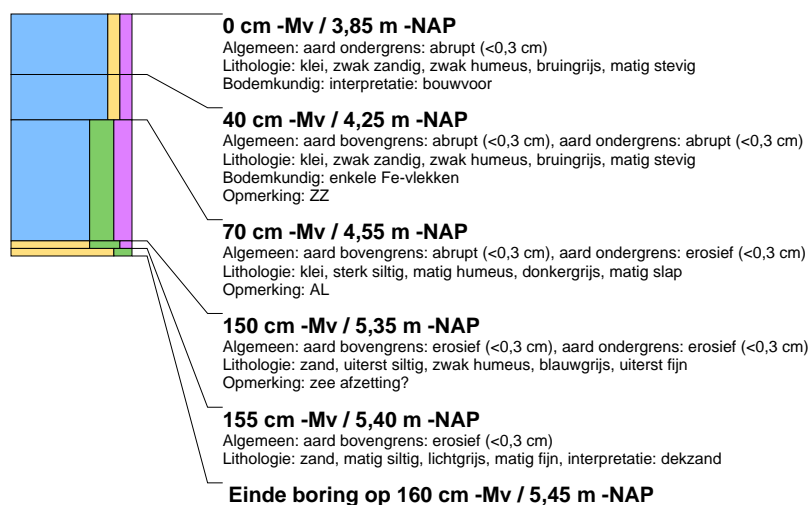 0 cm -Mv / 3,85 m -NAP
Algemeen: aard ondergrens: abrupt (<0,3 cm)
Lithologie: klei, zwak zandig, zwak humeus, bruingrijs, matig stevig
Bodemkundig: interpretatie: bouwvoor
40 cm -Mv / 4,25 m -NAP
Algemeen: aard bovengrens: abrupt (<0,3 cm), aard ondergrens: abrupt (<0,3 cm)
Lithologie: klei, zwak zandig, zwak humeus, bruingrijs, matig stevig
Bodemkundig: enkele Fe-vlekken
Opmerking: ZZ
70 cm -Mv / 4,55 m -NAP
Algemeen: aard bovengrens: abrupt (<0,3 cm), aard ondergrens: erosief (<0,3 cm)
Lithologie: klei, sterk siltig, matig humeus, donkergrijs, matig slap
Opmerking: AL
150 cm -Mv / 5,35 m -NAP
Algemeen: aard bovengrens: erosief (<0,3 cm), aard ondergrens: erosief (<0,3 cm)
Lithologie: zand, uiterst siltig, zwak humeus, blauwgrijs, uiterst fijn
Opmerking: zee afzetting?
155 cm -Mv / 5,40 m -NAP
Algemeen: aard bovengrens: erosief (<0,3 cm)
Lithologie: zand, matig siltig, lichtgrijs, matig fijn, interpretatie: dekzand
Einde boring op 160 cm -Mv / 5,45 m -NAP